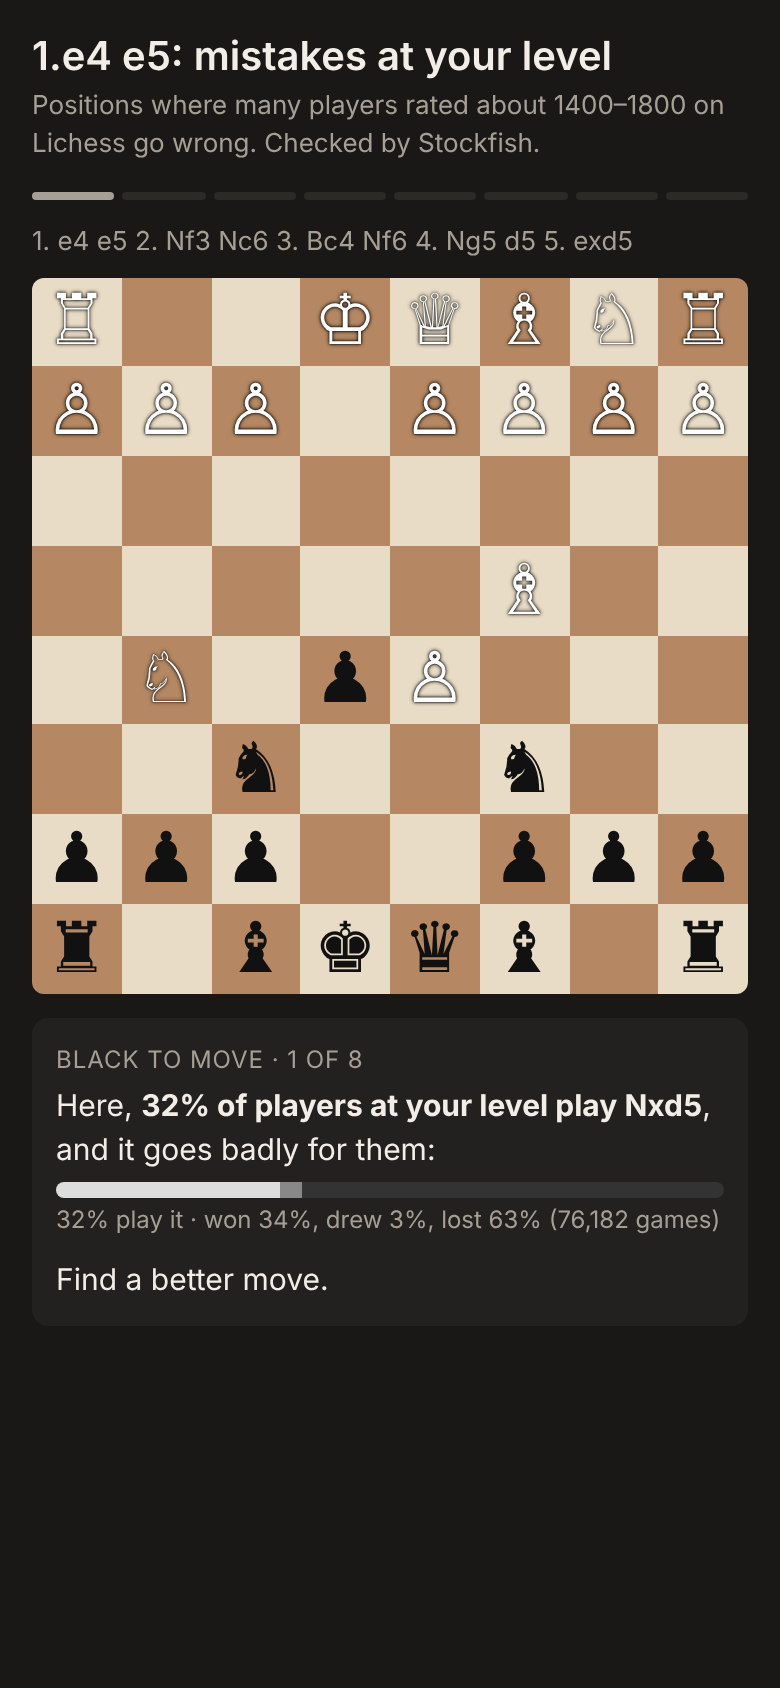 1.e4 e5: mistakes at your level
Positions where many players rated about 1400–1800 on
Lichess go wrong. Checked by Stockfish.
1. e4 e5 2. Nf3 Nc6 3. Bc4 Nf6 4. Ng5 d5 5. exd5
BLACK TO MOVE · 1 OF 8
Here, 32% of players at your level play Nxd5,
and it goes badly for them:
32% play it · won 34%, drew 3%, lost 63% (76,182 games)
Find a better move.